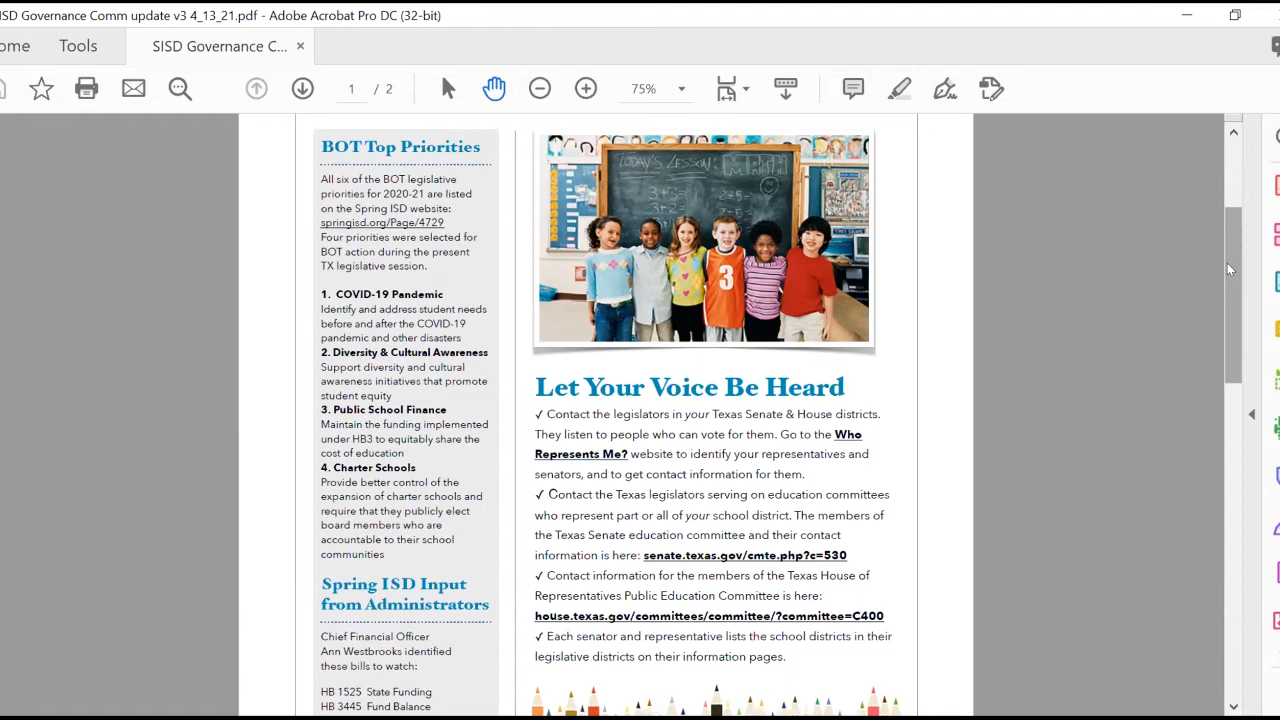 ISD Governance Comm update v3 4_13_21.pdf - Adobe Acrobat Pro DC (32-bit)
ome
Tools
SISD Governance C...
1 / 2
75%
BOT Top Priorities
All six of the BOT legislative
priorities for 2020-21 are listed
on the Spring ISD website:
springisd.org/Page/4729
Four priorities were selected for
BOT action during the present
TX legislative session.
1. COVID-19 Pandemic
Identify and address student needs
before and after the COVID-19
pandemic and other disasters
2. Diversity & Cultural Awareness
Support diversity and cultural
awareness initiatives that promote
student equity
3. Public School Finance
Maintain the funding implemented
under HB3 to equitably share the
cost of education
4. Charter Schools
Provide better control of the
expansion of charter schools and
require that they publicly elect
board members who are
accountable to their school
communities
Spring ISD Input
from Administrators
Chief Financial Officer
Ann Westbrooks identified
these bills to watch:
HB 1525 State Funding
HB 3445 Fund Balance
TODAY'S LESSON: MATH
3+3=
3+2=
2+5=
3
Let Your Voice Be Heard
✓ Contact the legislators in your Texas Senate & House districts.
They listen to people who can vote for them. Go to the Who
Represents Me? website to identify your representatives and
senators, and to get contact information for them.
✓ Contact the Texas legislators serving on education committees
who represent part or all of your school district. The members of
the Texas Senate education committee and their contact
information is here: senate.texas.gov/cmte.php?c=530
✓ Contact information for the members of the Texas House of
Representatives Public Education Committee is here:
house.texas.gov/committees/committee/?committee=C400
✓ Each senator and representative lists the school districts in their
legislative districts on their information pages.